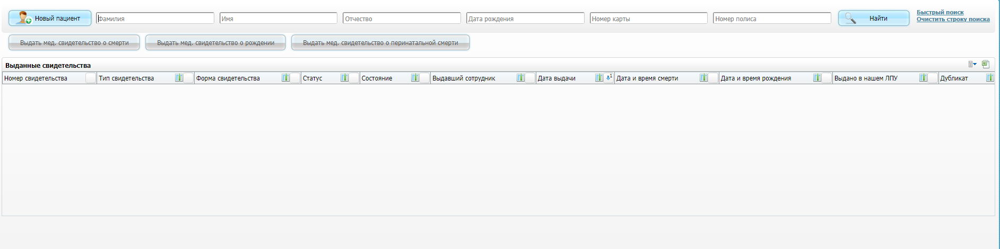 Новый пациент Фамилия Имя Отчество Дата рождения Номер карты Номер полиса Найти Быстрый поиск
Очистить строку поиска
Выдать мед. свидетельство о смерти Выдать мед. свидетельство о рождении Выдать мед. свидетельство о перинатальной смерти
Выданные свидетельства
Номер свидетельства Тип свидетельства Форма свидетельства Статус Состояние Выдавший сотрудник Дата выдачи 1 Дата и время смерти Дата и время рождения Выдано в нашем ЛПУ Дубликат